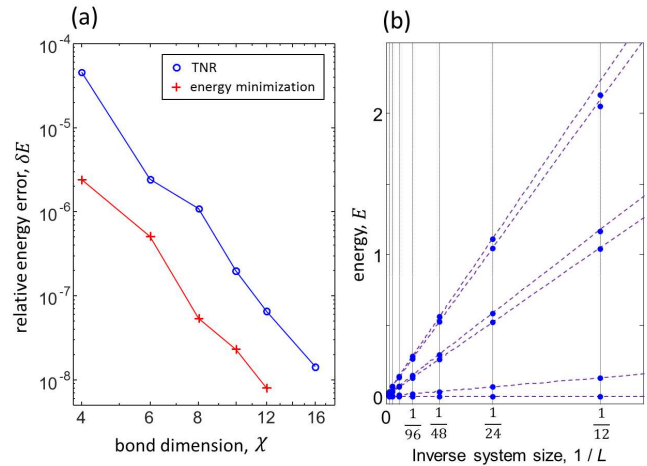 (a)
10⁻⁴
10⁻⁵
10⁻⁶
10⁻⁷
10⁻⁸
relative energy error, δE
TNR
energy minimization
4 6 8 10 12 16
bond dimension, χ
(b)
2
1
0
energy, E
0 1/96 1/48 1/24 1/12
Inverse system size, 1 / L